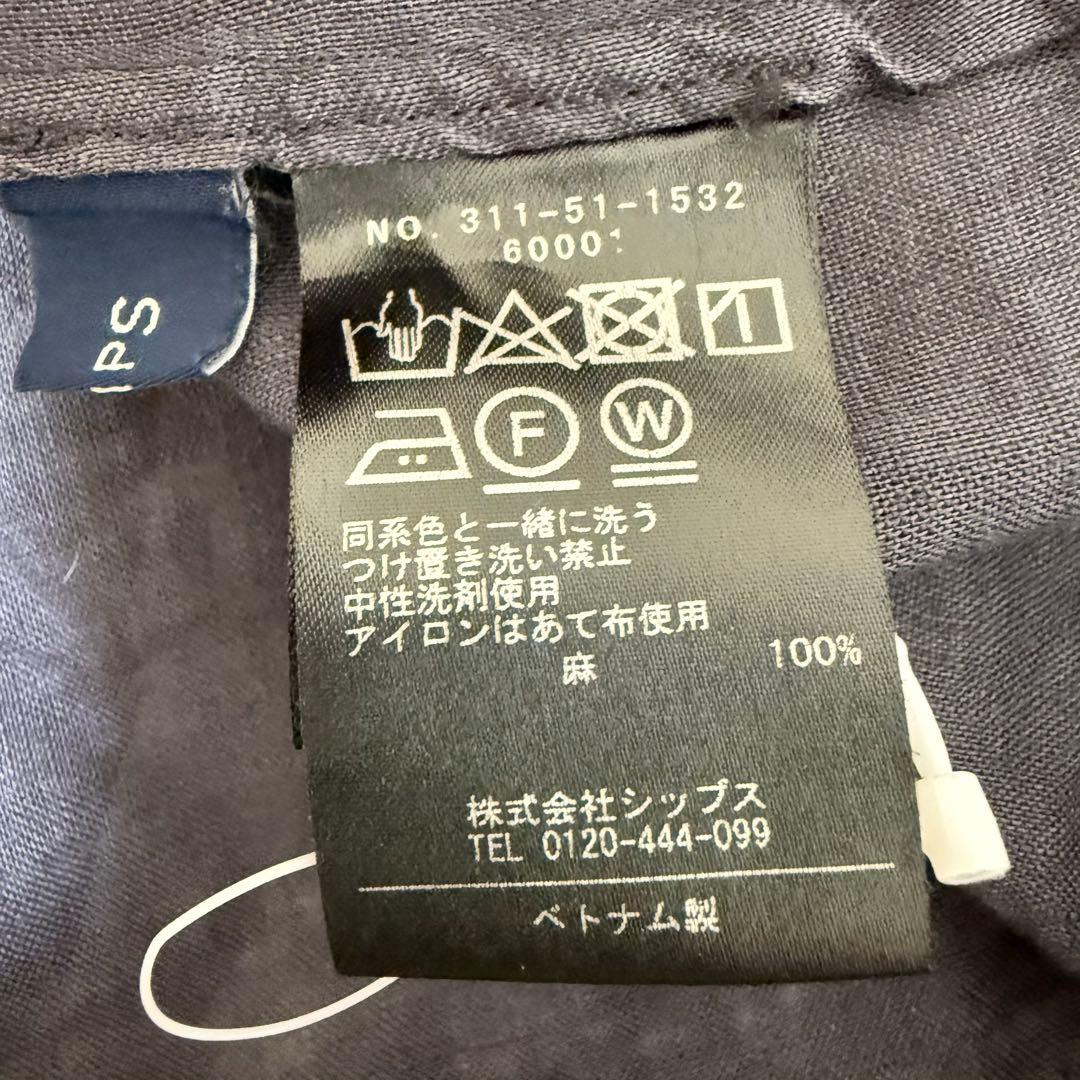 NO. 311-51-1532
60001
F
W
同系色と一緒に洗う
つけ置き洗い禁止
中性洗剤使用
アイロンはあて布使用
麻 100%
株式会社シップス
TEL 0120-444-099
ベトナム製
IPS